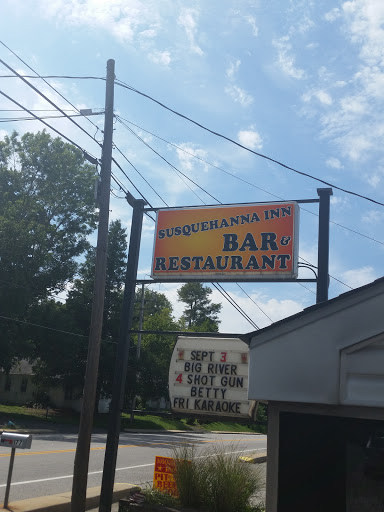 SUSQUEHANNA INN
BAR &
RESTAURANT
SEPT 3
BIG RIVER
4 SHOT GUN
BETTY
FRI KARAOKE